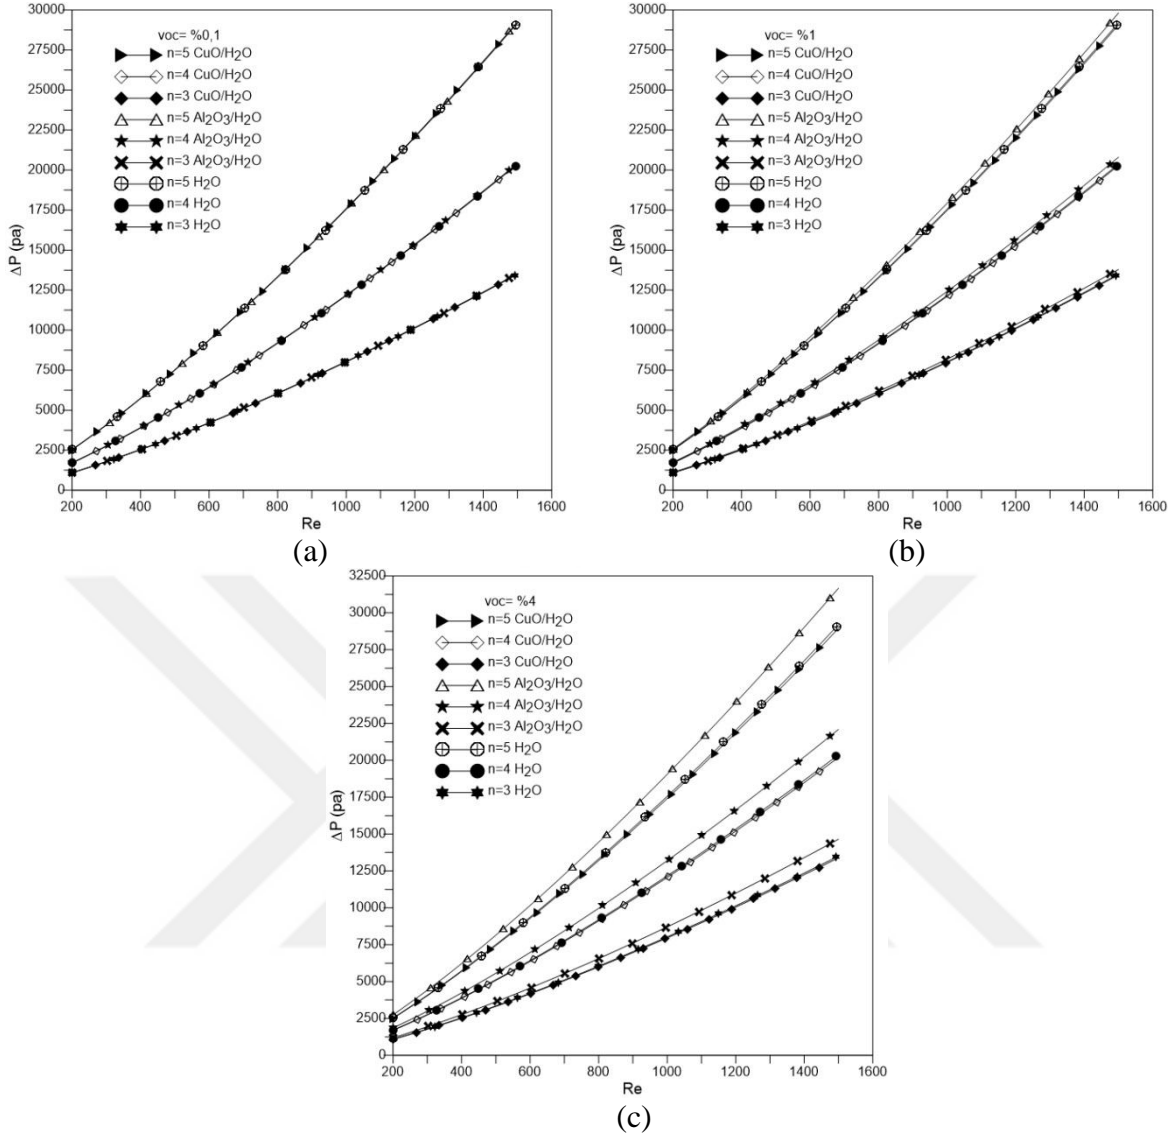 voc= %0,1
n=5 CuO/H2O
n=4 CuO/H2O
n=3 CuO/H2O
n=5 Al2O3/H2O
n=4 Al2O3/H2O
n=3 Al2O3/H2O
n=5 H2O
n=4 H2O
n=3 H2O
30000
27500
25000
22500
20000
17500
15000
12500
10000
7500
5000
2500
0
ΔP (pa)
200 400 600 800 1000 1200 1400 1600
Re
(a)
voc= %1
n=5 CuO/H2O
n=4 CuO/H2O
n=3 CuO/H2O
n=5 Al2O3/H2O
n=4 Al2O3/H2O
n=3 Al2O3/H2O
n=5 H2O
n=4 H2O
n=3 H2O
30000
27500
25000
22500
20000
17500
15000
12500
10000
7500
5000
2500
0
ΔP (pa)
200 400 600 800 1000 1200 1400 1600
Re
(b)
voc= %4
n=5 CuO/H2O
n=4 CuO/H2O
n=3 CuO/H2O
n=5 Al2O3/H2O
n=4 Al2O3/H2O
n=3 Al2O3/H2O
n=5 H2O
n=4 H2O
n=3 H2O
32500
30000
27500
25000
22500
20000
17500
15000
12500
10000
7500
5000
2500
0
ΔP (pa)
200 400 600 800 1000 1200 1400 1600
Re
(c)